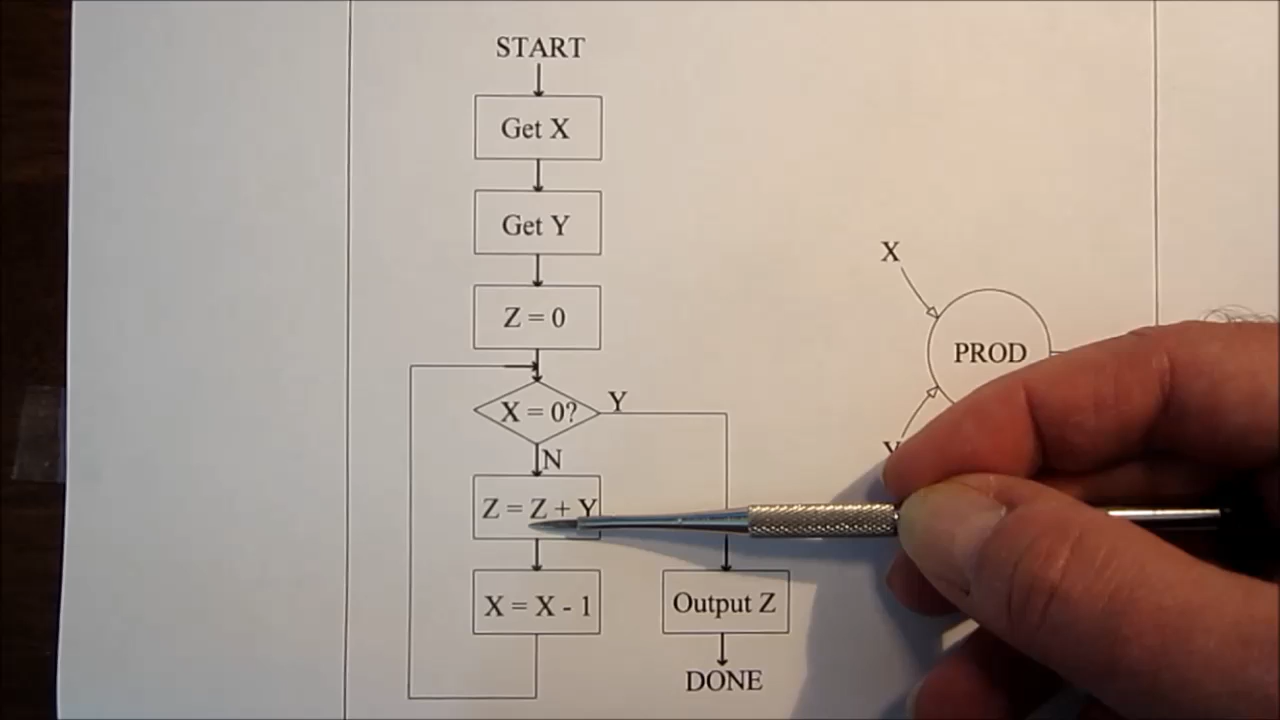 START
Get X
Get Y
Z = 0
X = 0?
Y
N
Z = Z + Y
X = X - 1
Output Z
DONE
X
PROD